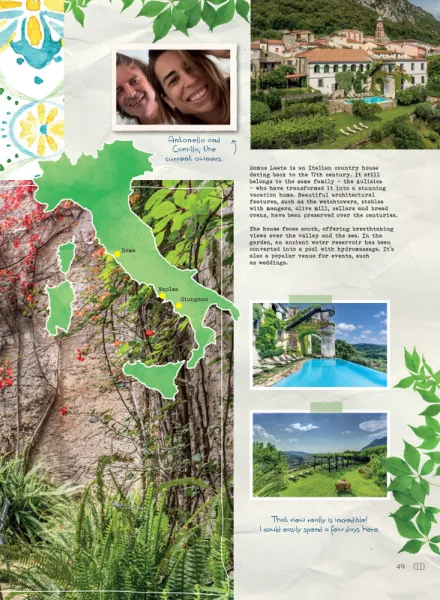 Antonello and
Camilla, the
current owners.
Domus Laeta is an Italian country house
dating back to the 17th century. It still
belongs to the same family – the Aulisios
– who have transformed it into a stunning
vacation home. Beautiful architectural
features, such as the watchtowers, stables
with mangers, olive mill, cellars and bread
ovens, have been preserved over the centuries.
The house faces south, offering breathtaking
views over the valley and the sea. In the
garden, an ancient water reservoir has been
converted into a pool with hydromassage. It's
also a popular venue for events, such
as weddings.
Rome
Naples
Giungano
That view really is incredible!
I could easily spend a few days here.
49